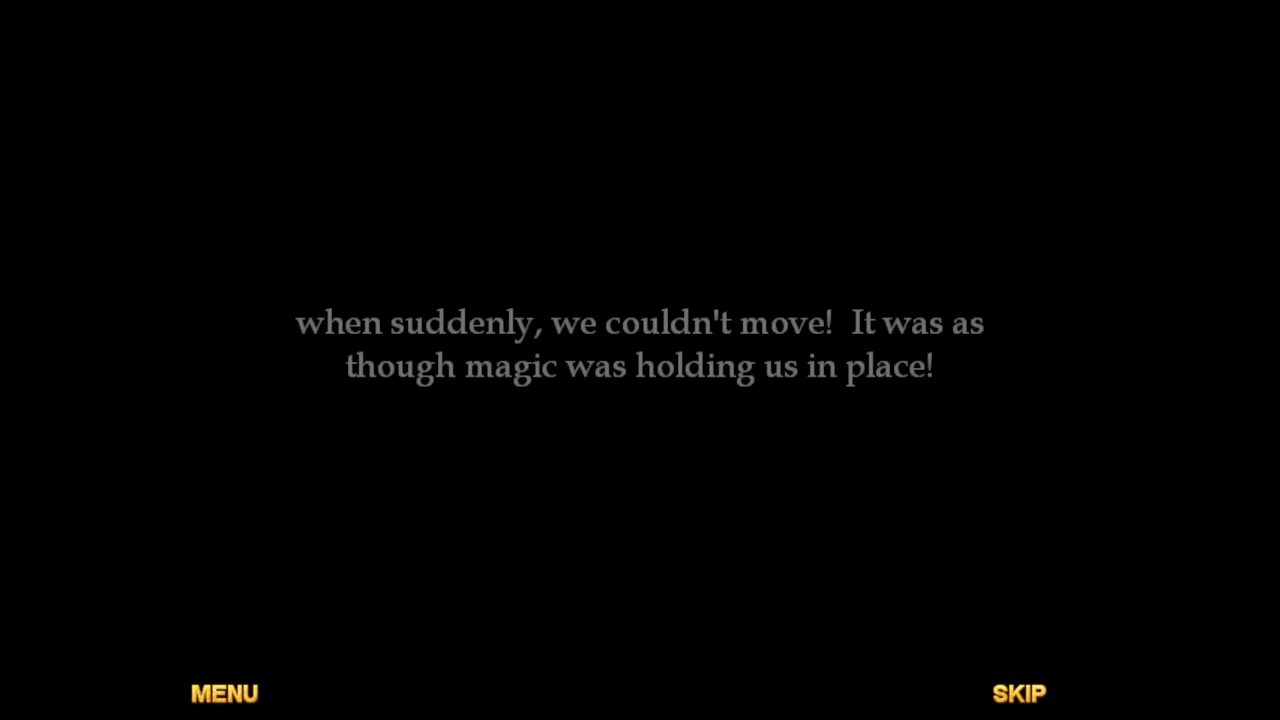 when suddenly, we couldn't move!  It was as
though magic was holding us in place!
MENU
SKIP